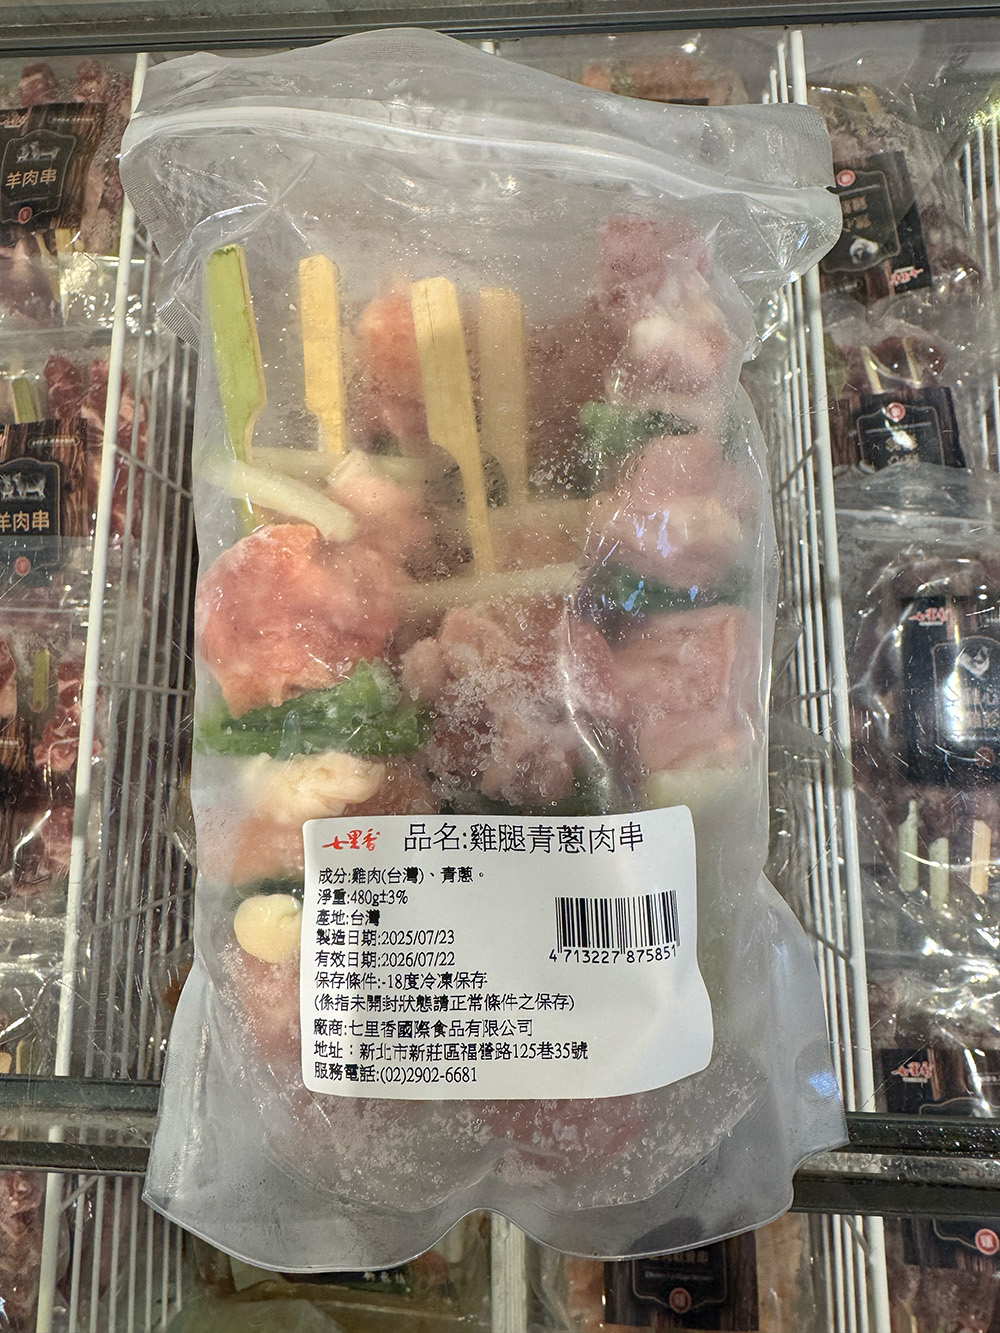 七里香 品名:雞腿青蔥肉串
成分:雞肉(台灣)、青蔥。
淨重:480g±3%
產地:台灣
製造日期:2025/07/23
有效日期:2026/07/22
保存條件:-18度冷凍保存
(係指未開封狀態請正常條件之保存)
廠商:七里香國際食品有限公司
地址：新北市新莊區福營路125巷35號
服務電話:(02)2902-6681
4 713227 875851
羊肉串
羊肉串